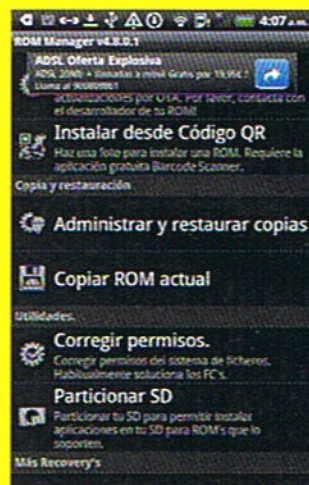 4:07 A.M.
ROM Manager v4.8.0.1
ADSL Oferta Explosiva
ADSL 20Mb + llamadas a móvil Gratis por 19,95€ !
Llama al 900809861
actualizaciones por OTA. Por favor, contacta con
el desarrollador de tu ROM!
Instalar desde Código QR
Haz una foto para instalar una ROM. Requiere la
aplicación gratuita Barcode Scanner.
Copia y restauración
Administrar y restaurar copias
Copiar ROM actual
Utilidades.
Corregir permisos.
Corregir permisos del sistema de ficheros.
Habitualmente soluciona los FC's.
Particionar SD
Particionar tu SD para permitir instalar
aplicaciones en tu SD para ROM's que lo
soporten.
Más Recovery's